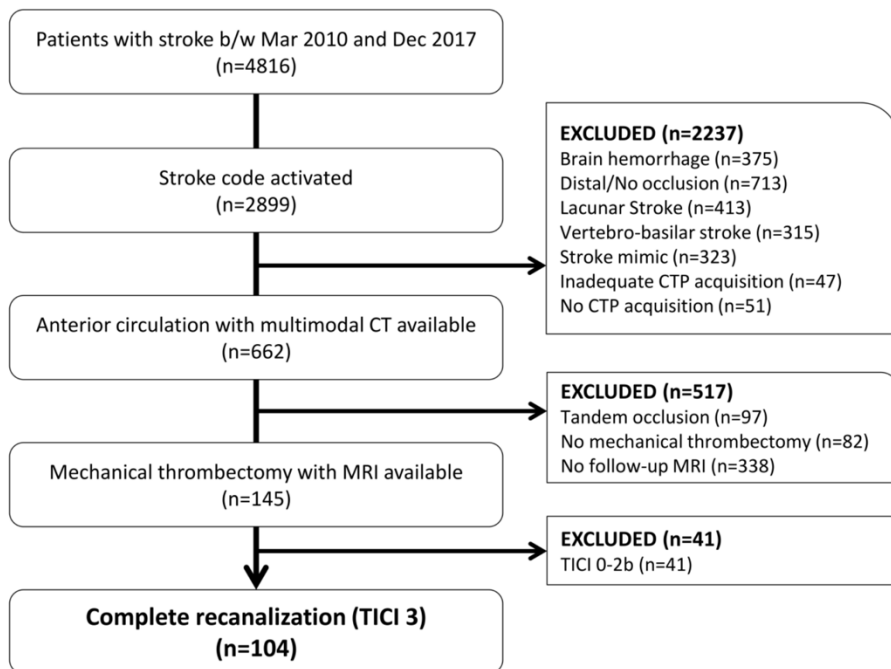 Patients with stroke b/w Mar 2010 and Dec 2017
(n=4816)
Stroke code activated
(n=2899)
EXCLUDED (n=2237)
Brain hemorrhage (n=375)
Distal/No occlusion (n=713)
Lacunar Stroke (n=413)
Vertebro-basilar stroke (n=315)
Stroke mimic (n=323)
Inadequate CTP acquisition (n=47)
No CTP acquisition (n=51)
Anterior circulation with multimodal CT available
(n=662)
EXCLUDED (n=517)
Tandem occlusion (n=97)
No mechanical thrombectomy (n=82)
No follow-up MRI (n=338)
Mechanical thrombectomy with MRI available
(n=145)
EXCLUDED (n=41)
TICI 0-2b (n=41)
Complete recanalization (TICI 3)
(n=104)